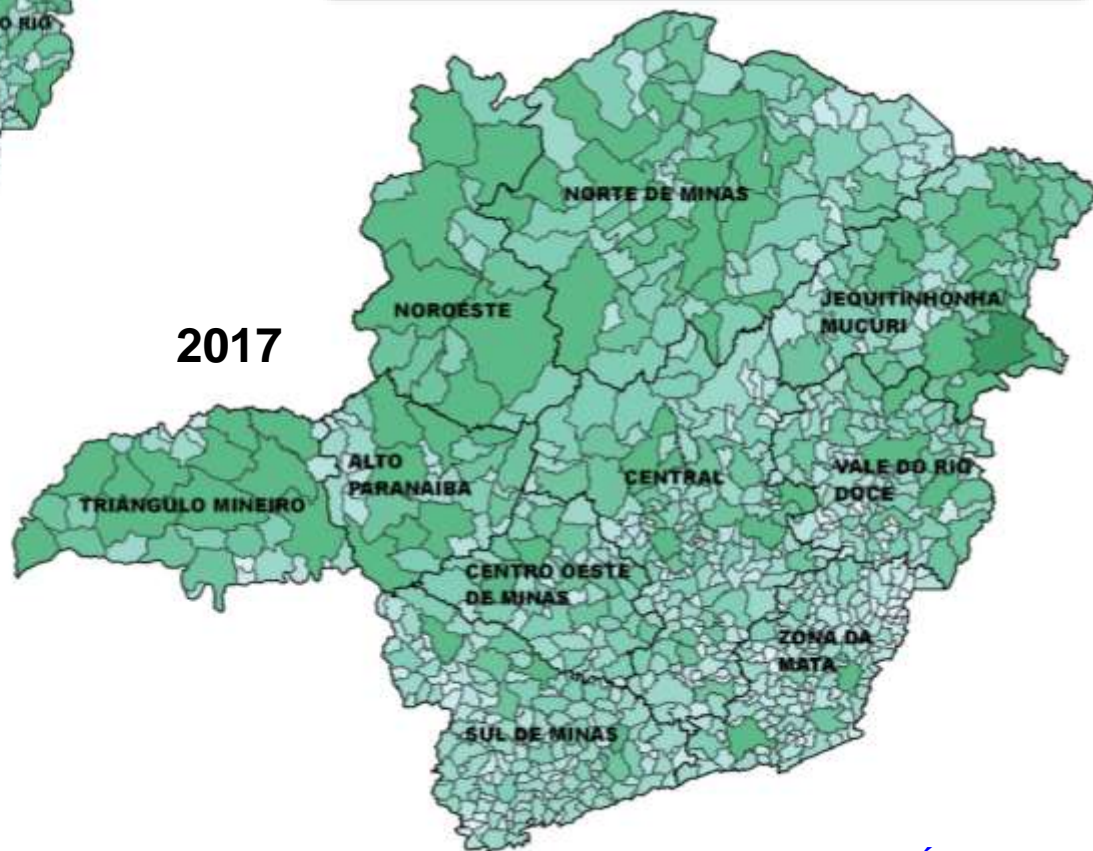 O RIO
NORTE DE MINAS
NOROESTE
JEQUITINHONHA
MUCURI
2017
ALTO
PARANAIBA
TRIÂNGULO MINEIRO
CENTRAL
VALE DO RIO
DOCE
CENTRO OESTE
DE MINAS
ZONA DA
MATA
SUL DE MINAS